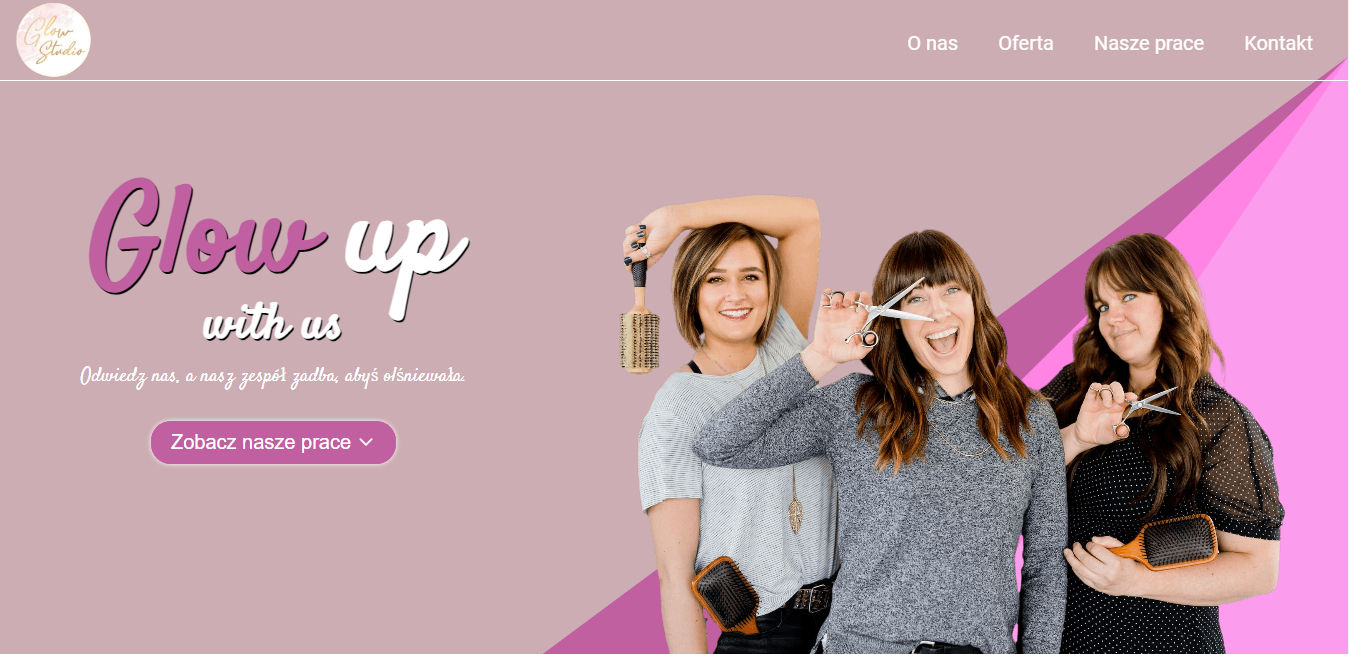 Glow
Studio
O nas
Oferta
Nasze prace
Kontakt
Glow up
with us
Odwiedz nas, a nasz zespół zadba, abyś olśniewała.
Zobacz nasze prace